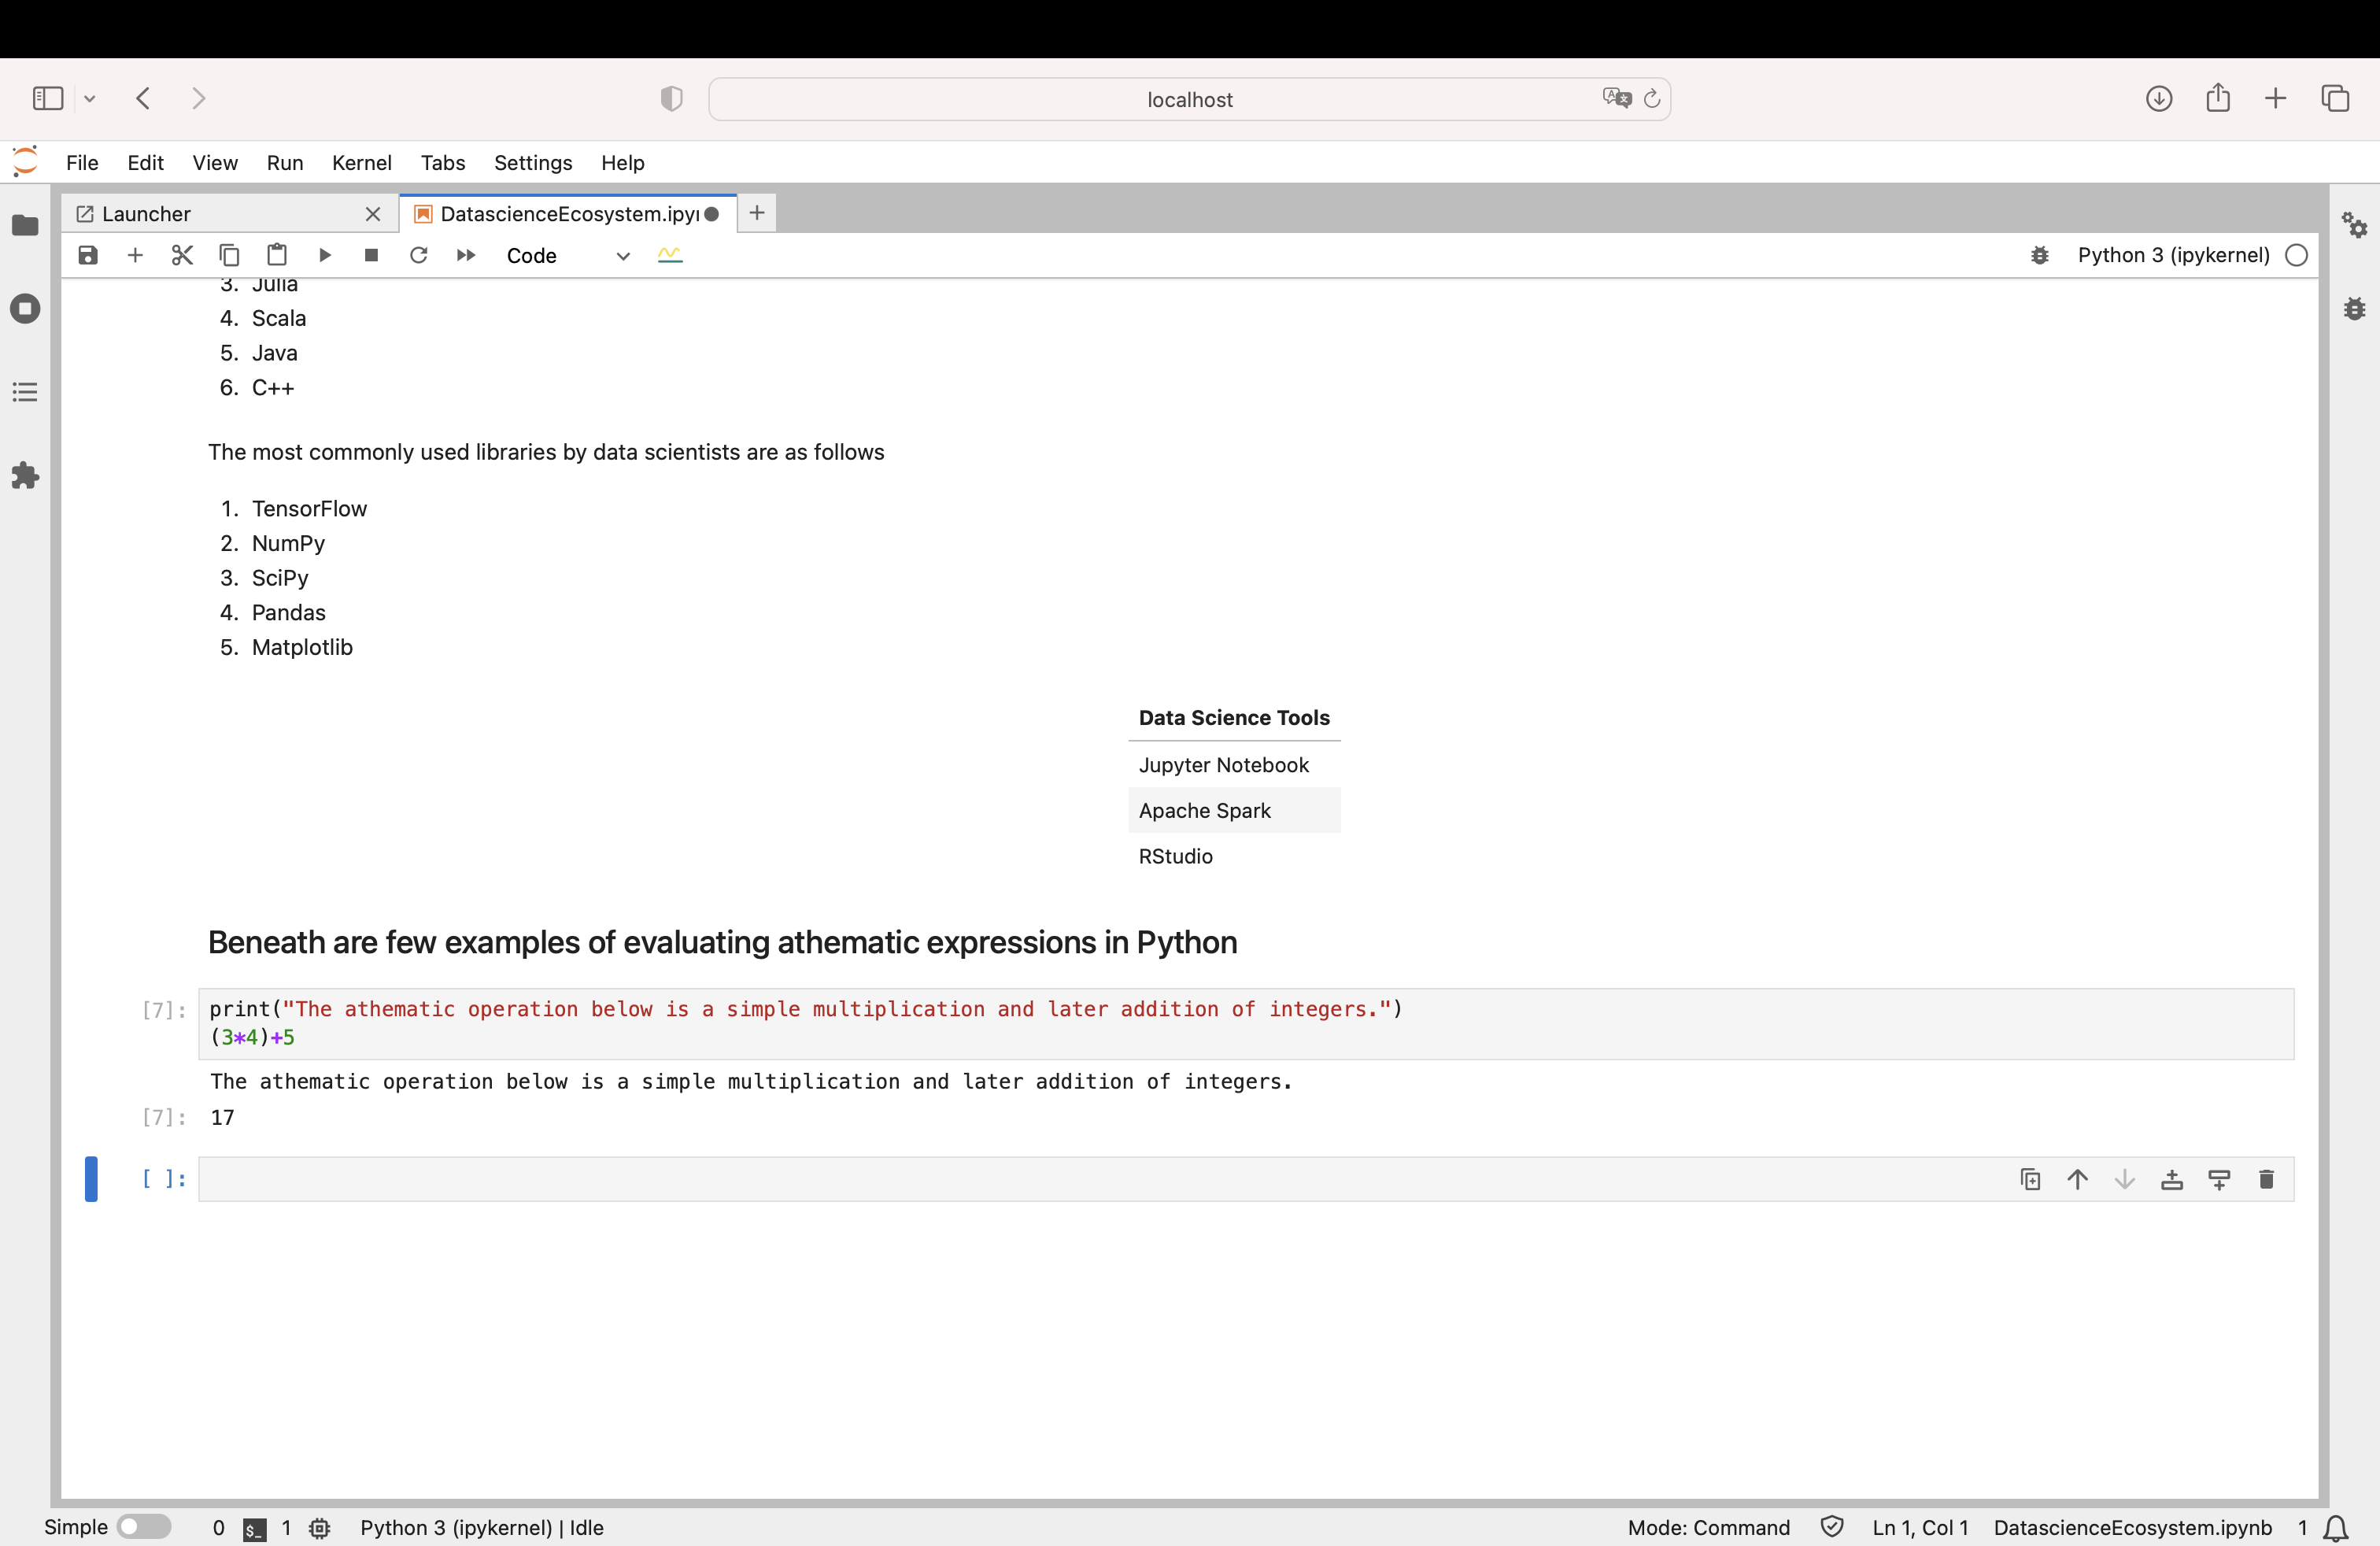 localhost
File Edit View Run Kernel Tabs Settings Help
Launcher DatascienceEcosystem.ipyn
Code Python 3 (ipykernel)
3. Julia
4. Scala
5. Java
6. C++
The most commonly used libraries by data scientists are as follows
1. TensorFlow
2. NumPy
3. SciPy
4. Pandas
5. Matplotlib
Data Science Tools
Jupyter Notebook
Apache Spark
RStudio
Beneath are few examples of evaluating athematic expressions in Python
[7]: print("The athematic operation below is a simple multiplication and later addition of integers.")
(3*4)+5
The athematic operation below is a simple multiplication and later addition of integers.
[7]: 17
[ ]:
Simple 0 $_ 1 Python 3 (ipykernel) | Idle Mode: Command Ln 1, Col 1 DatascienceEcosystem.ipynb 1